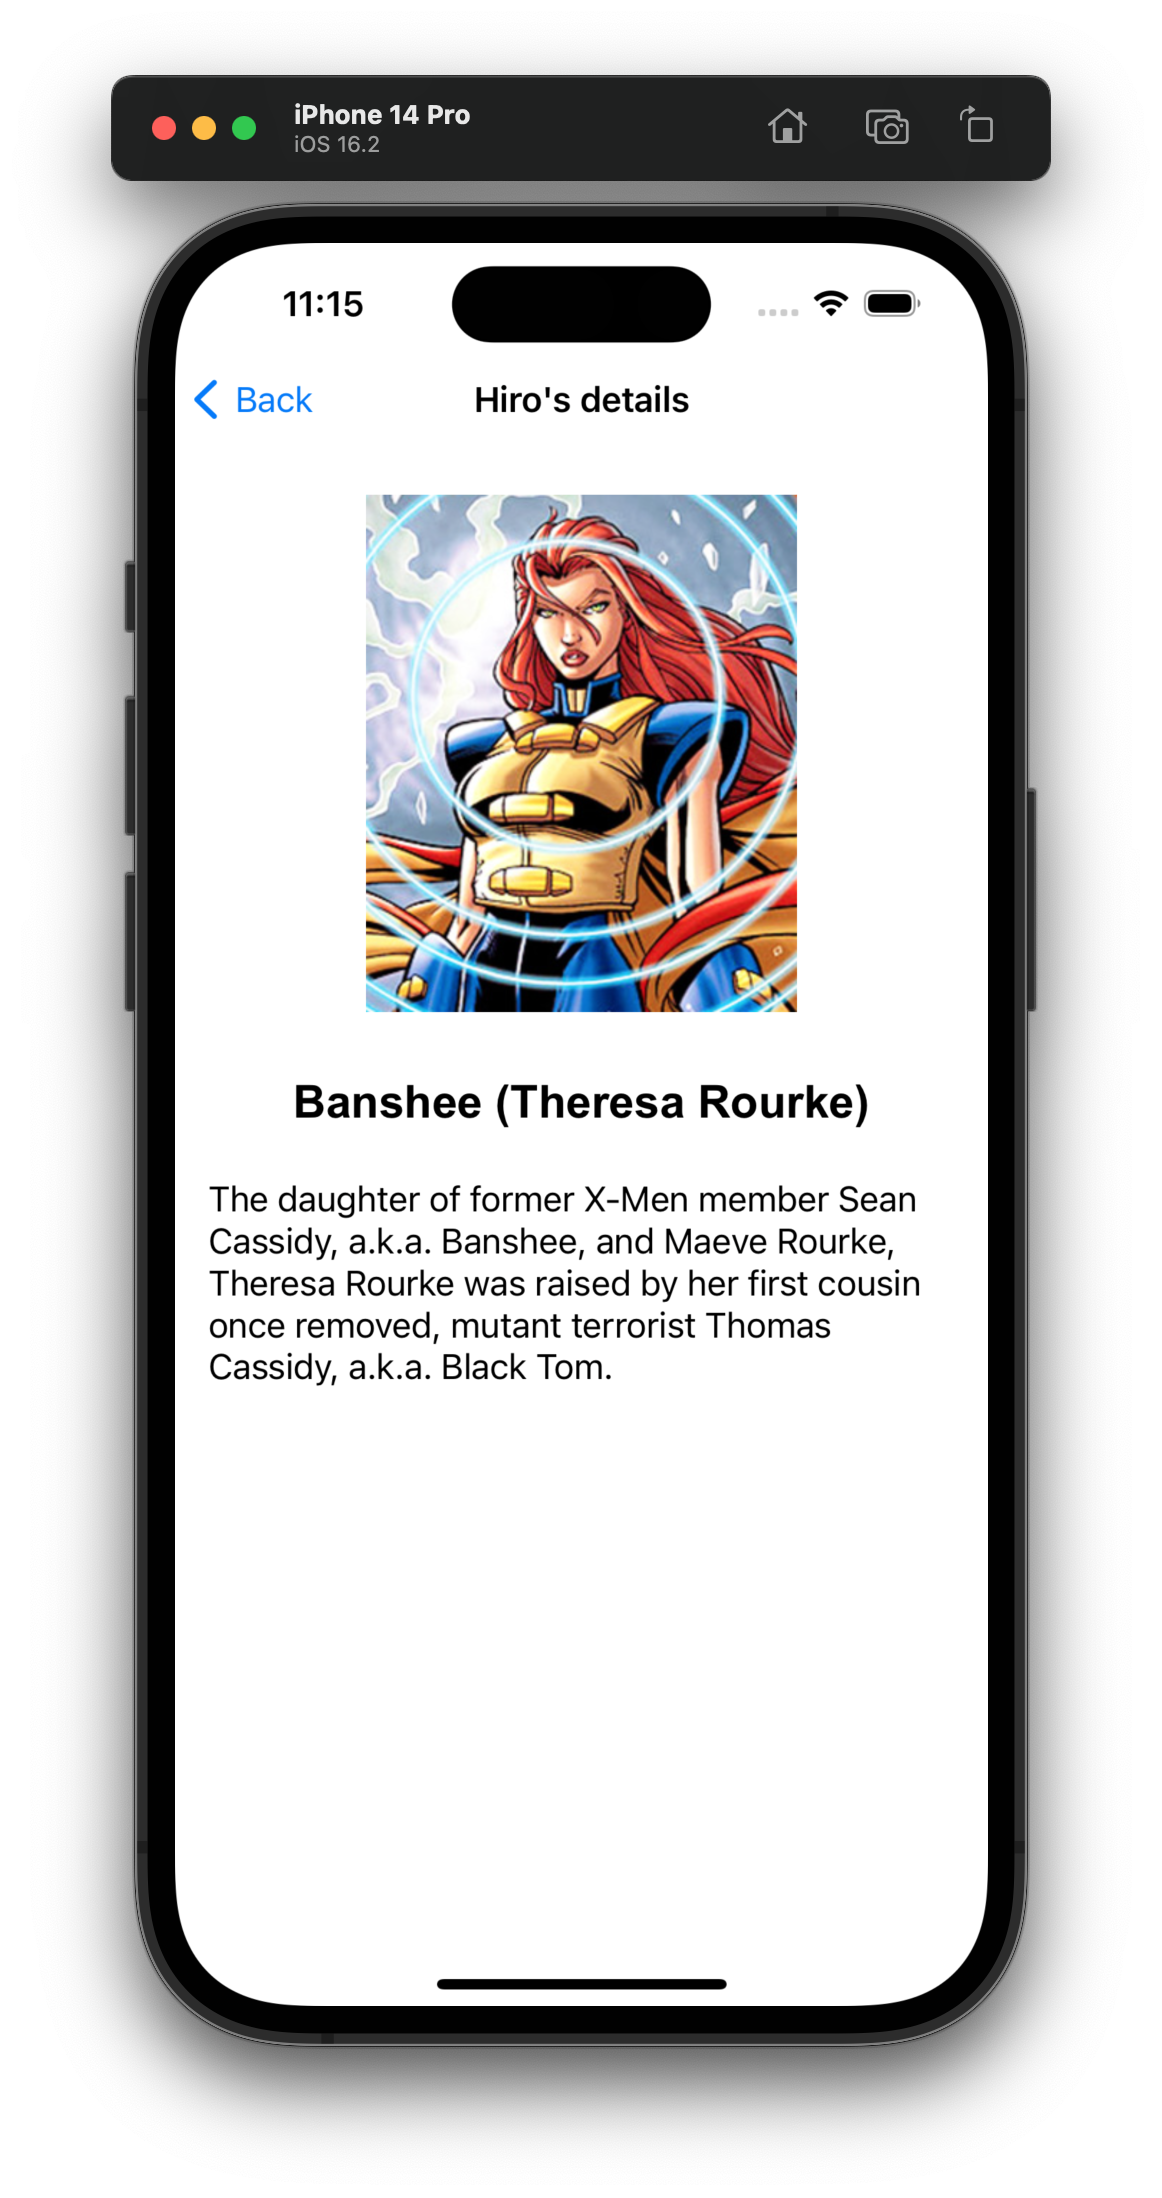 iPhone 14 Pro
iOS 16.2
11:15
Back
Hiro's details
Banshee (Theresa Rourke)
The daughter of former X-Men member Sean
Cassidy, a.k.a. Banshee, and Maeve Rourke,
Theresa Rourke was raised by her first cousin
once removed, mutant terrorist Thomas
Cassidy, a.k.a. Black Tom.